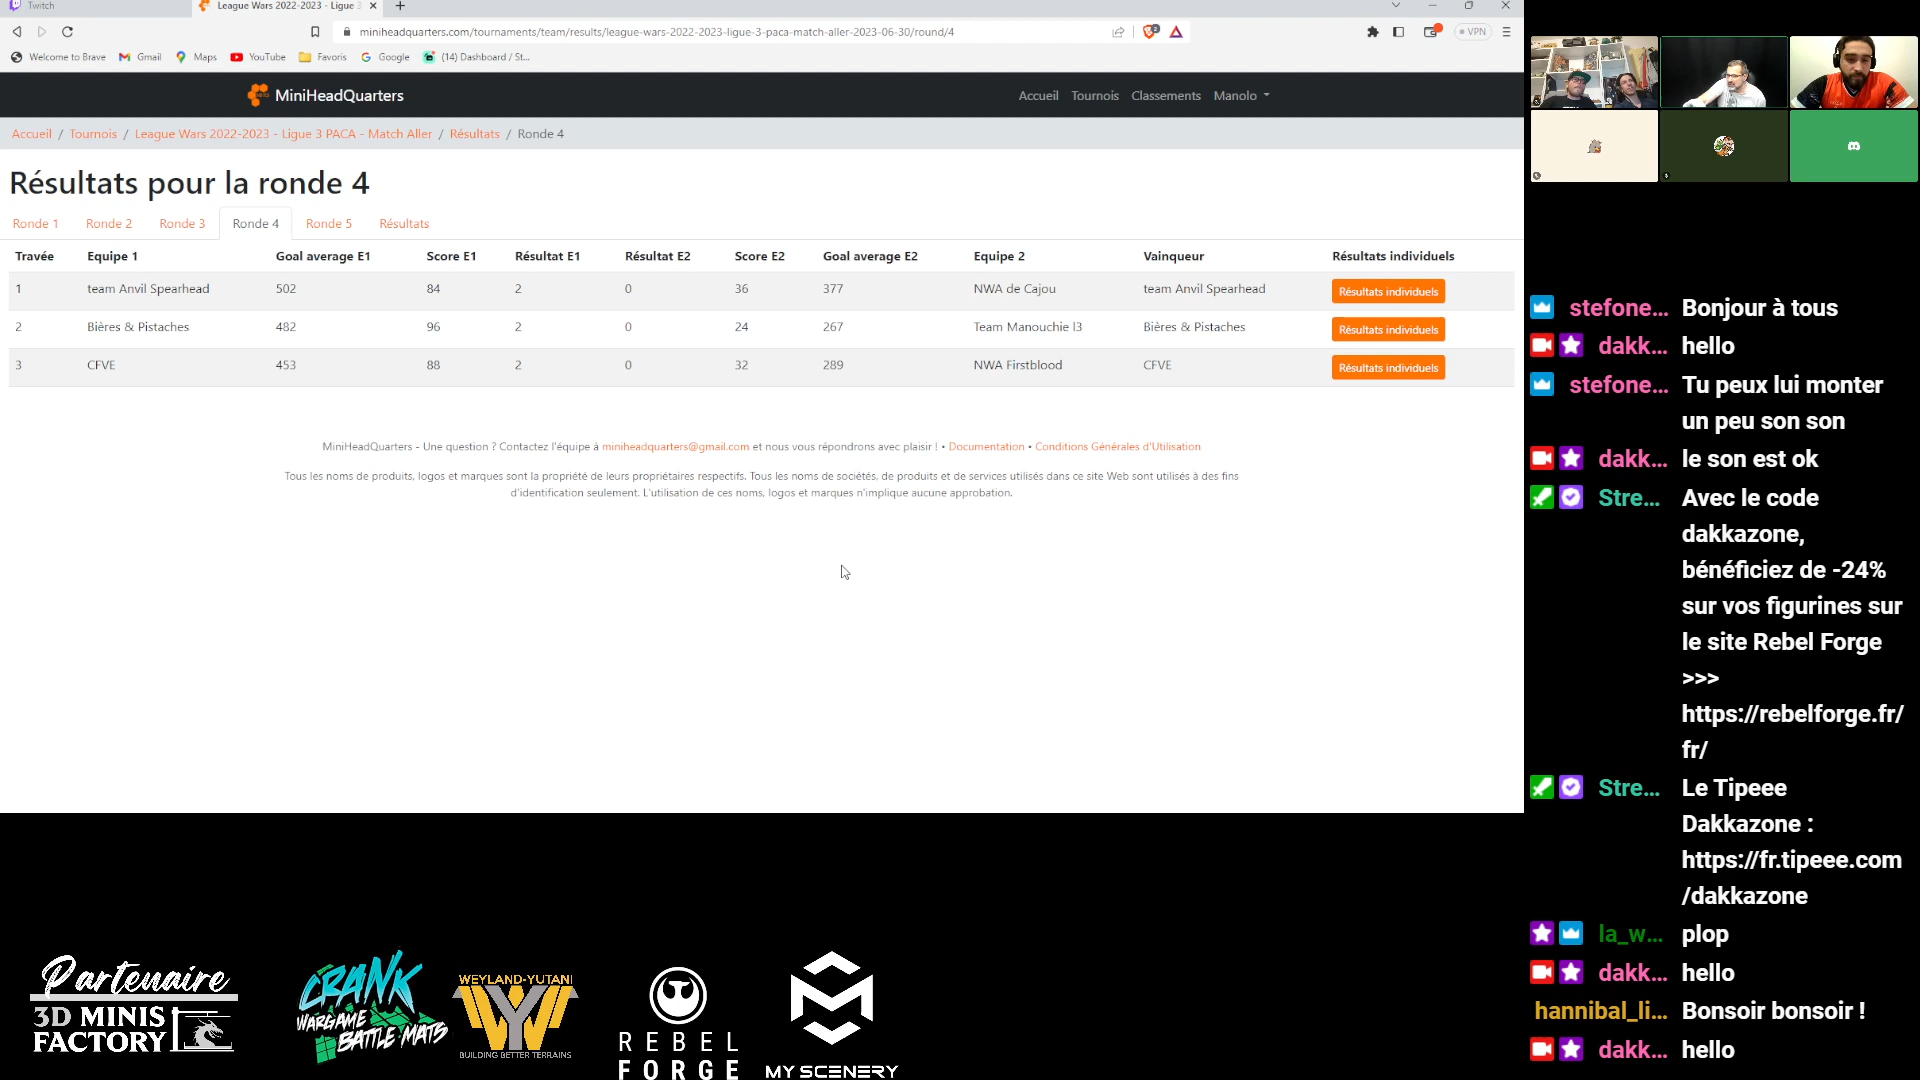 Twitch
League Wars 2022-2023 - Ligue 3
miniheadquarters.com/tournaments/team/results/league-wars-2022-2023-ligue-3-paca-match-aller-2023-06-30/round/4
VPN
Welcome to Brave Gmail Maps YouTube Favoris Google (14) Dashboard / St...
MiniHeadQuarters Accueil Tournois Classements Manolo
Accueil / Tournois / League Wars 2022-2023 - Ligue 3 PACA - Match Aller / Résultats / Ronde 4
Résultats pour la ronde 4
Ronde 1 Ronde 2 Ronde 3 Ronde 4 Ronde 5 Résultats
Travée Equipe 1 Goal average E1 Score E1 Résultat E1 Résultat E2 Score E2 Goal average E2 Equipe 2 Vainqueur Résultats individuels
1 team Anvil Spearhead 502 84 2 0 36 377 NWA de Cajou team Anvil Spearhead Résultats individuels
2 Bières & Pistaches 482 96 2 0 24 267 Team Manouchie l3 Bières & Pistaches Résultats individuels
3 CFVE 453 88 2 0 32 289 NWA Firstblood CFVE Résultats individuels
MiniHeadQuarters - Une question ? Contactez l'équipe à miniheadquarters@gmail.com et nous vous répondrons avec plaisir ! • Documentation • Conditions Générales d'Utilisation
Tous les noms de produits, logos et marques sont la propriété de leurs propriétaires respectifs. Tous les noms de sociétés, de produits et de services utilisés dans ce site Web sont utilisés à des fins
d'identification seulement. L'utilisation de ces noms, logos et marques n'implique aucune approbation.
stefone... Bonjour à tous
dakk... hello
stefone... Tu peux lui monter
un peu son son
dakk... le son est ok
Stre... Avec le code
dakkazone,
bénéficiez de -24%
sur vos figurines sur
le site Rebel Forge
>>>
https://rebelforge.fr/
fr/
Stre... Le Tipeee
Dakkazone :
https://fr.tipeee.com
/dakkazone
la_w... plop
dakk... hello
hannibal_li... Bonsoir bonsoir !
dakk... hello
Partenaire
3D MINIS
FACTORY
CRANK
WARGAME
BATTLE MATS
WEYLAND-YUTANI
BUILDING BETTER TERRAINS
REBEL
FORGE
MY SCENERY